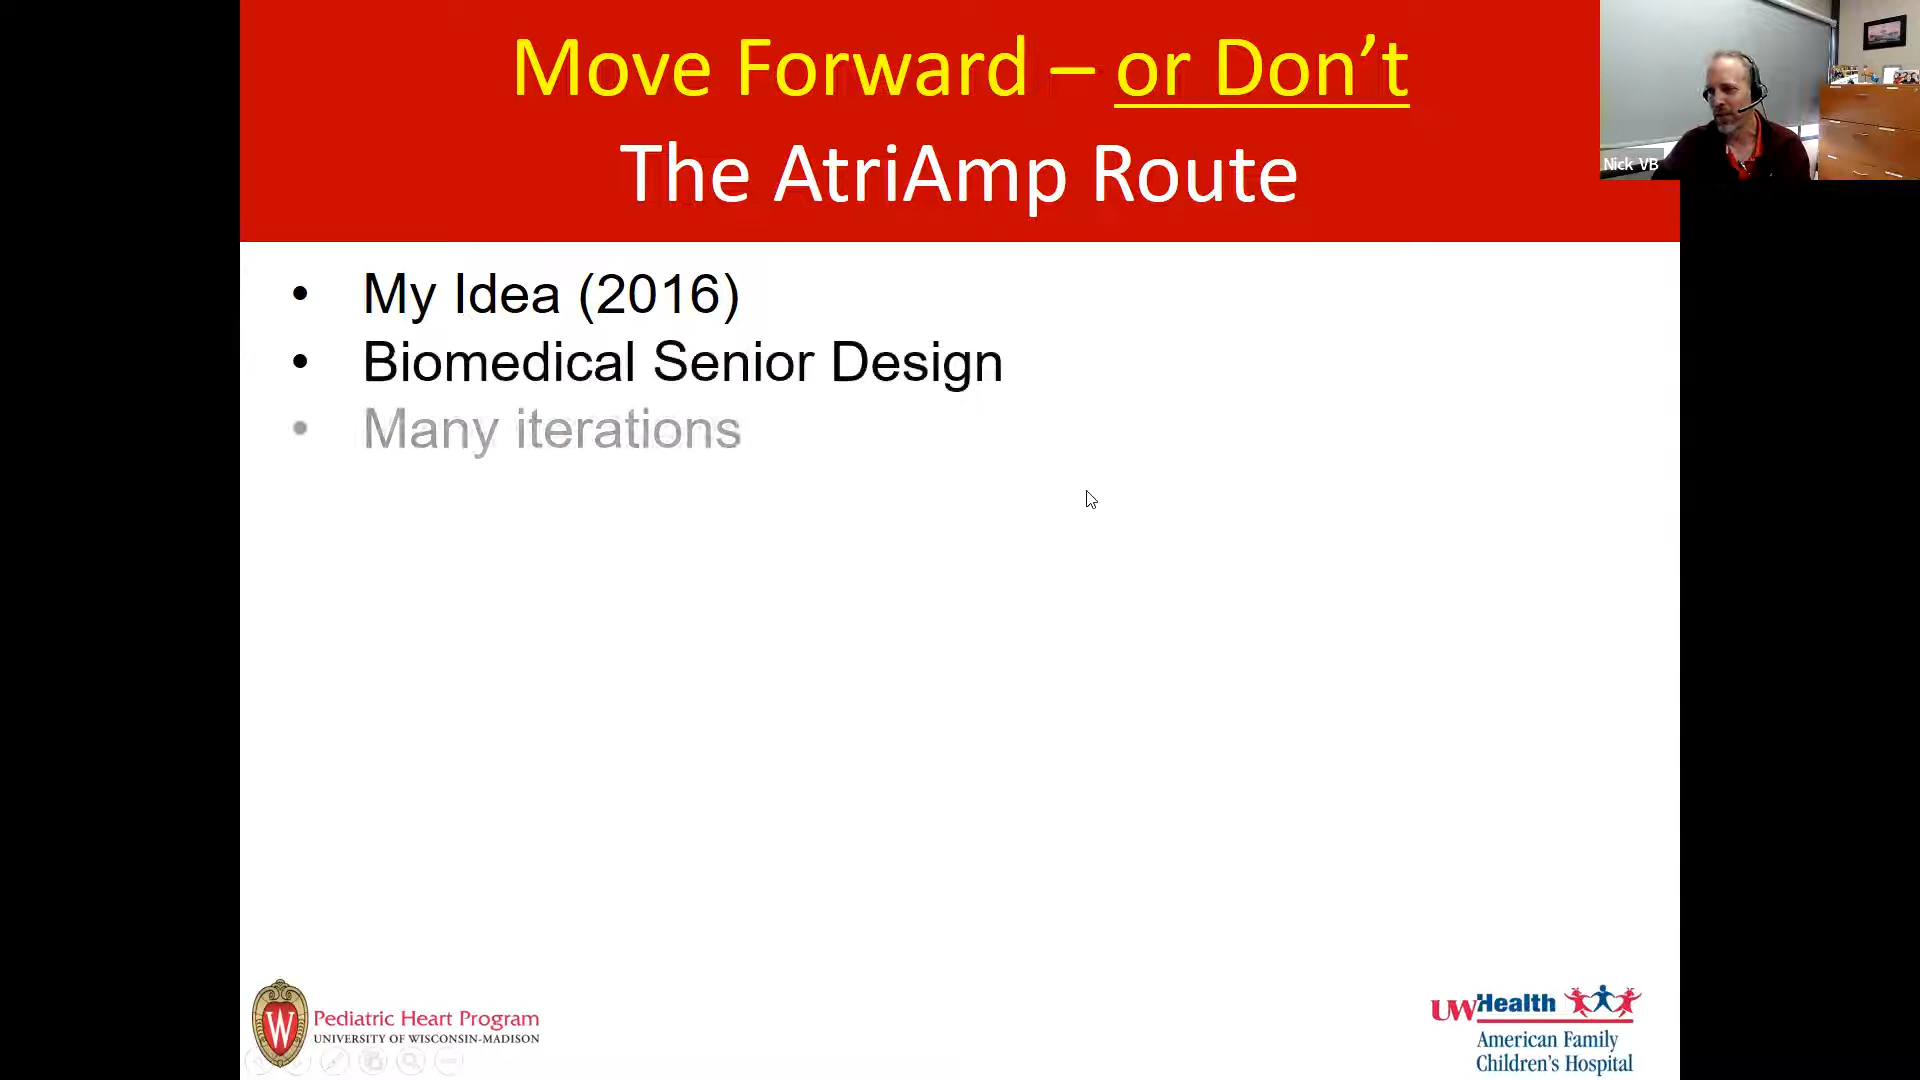 Move Forward – or Don’t
The AtriAmp Route
Nick VB
• My Idea (2016)
• Biomedical Senior Design
• Many iterations
W
Pediatric Heart Program
UNIVERSITY OF WISCONSIN-MADISON
UWHealth
American Family
Children’s Hospital